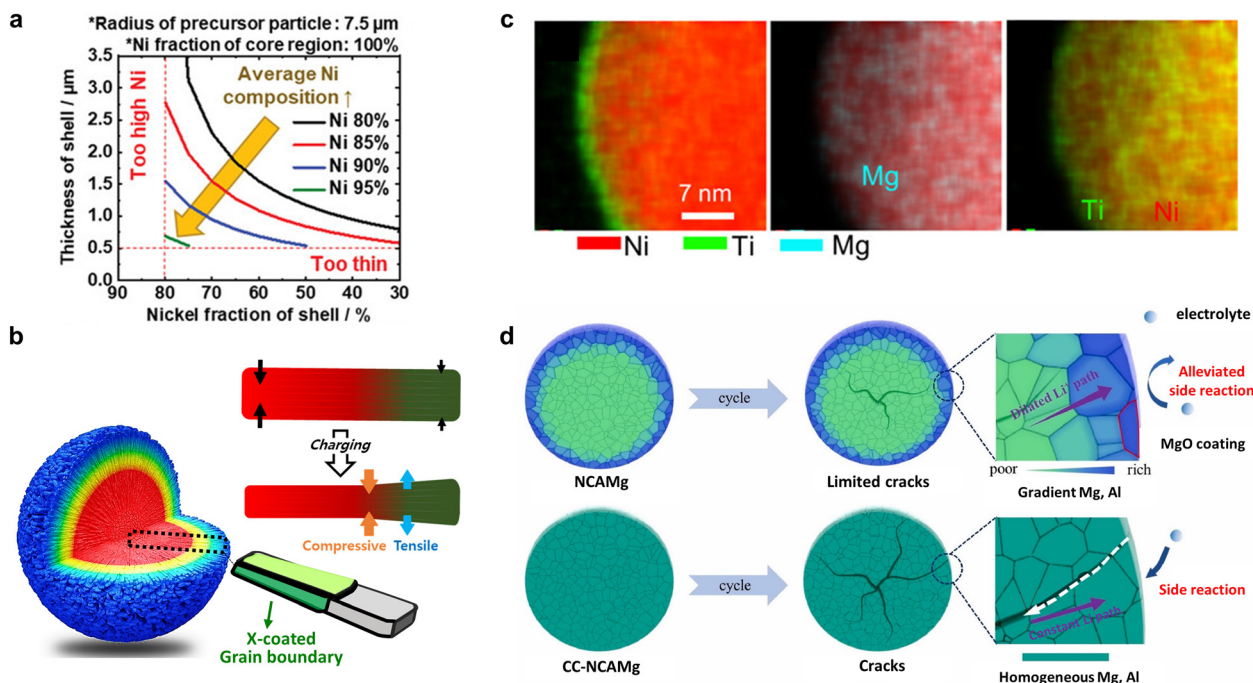 a
*Radius of precursor particle : 7.5 µm
*Ni fraction of core region: 100%
Thickness of shell / µm
3.5
3.0
2.5
2.0
1.5
1.0
0.5
0.0
Too high Ni
Average Ni
composition ↑
Ni 80%
Ni 85%
Ni 90%
Ni 95%
Too thin
90 80 70 60 50 40 30
Nickel fraction of shell / %
c
Mg
7 nm
Ti Ni
Ni Ti Mg
b
Charging
Compressive Tensile
X-coated
Grain boundary
d
electrolyte
cycle
Dilated Li⁺ path
Alleviated
side reaction
MgO coating
poor rich
NCAMg
Limited cracks
Gradient Mg, Al
cycle
Constant Li⁺ path
Side reaction
CC-NCAMg
Cracks
Homogeneous Mg, Al